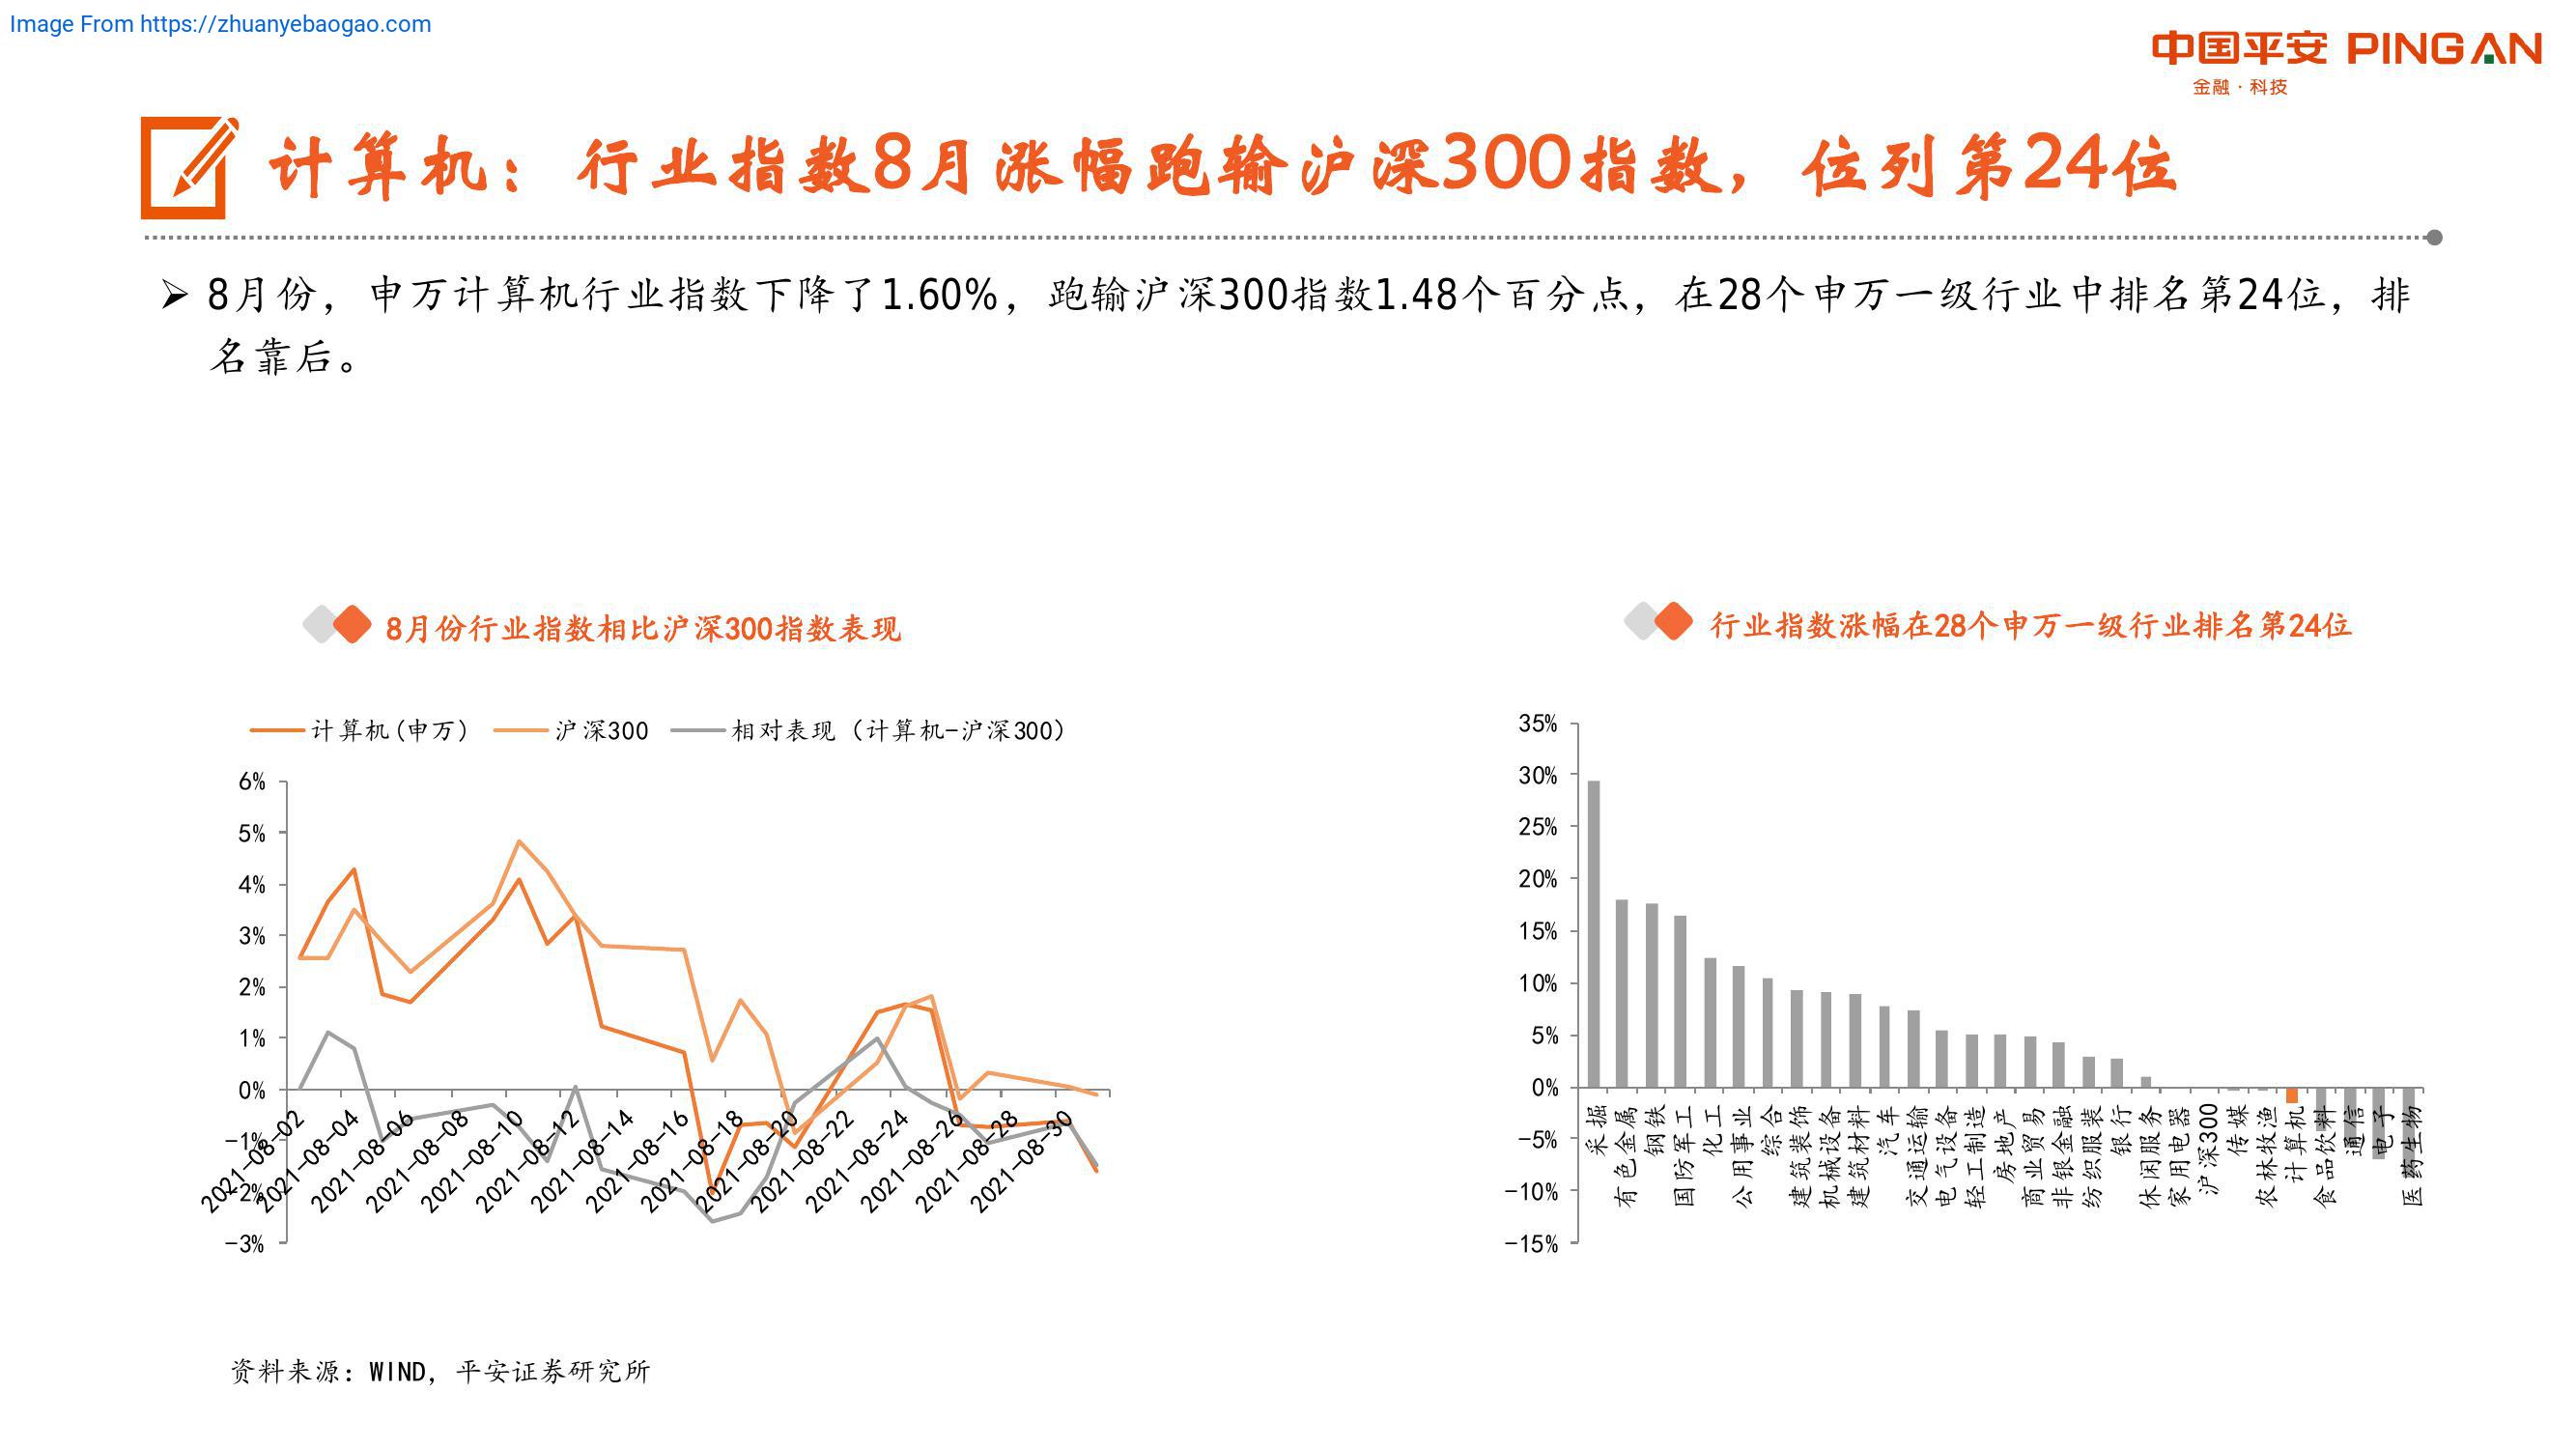 Image From https://zhuanyebaogao.com
中国平安 PINGAN
金融·科技
计算机：行业指数8月涨幅跑输沪深300指数，位列第24位
8月份，申万计算机行业指数下降了1.60%，跑输沪深300指数1.48个百分点，在28个申万一级行业中排名第24位，排
名靠后。
8月份行业指数相比沪深300指数表现
行业指数涨幅在28个申万一级行业排名第24位
计算机(申万) 沪深300 相对表现（计算机-沪深300）
6%
5%
4%
3%
2%
1%
0%
-1%
-2%
-3%
2021-08-02
2021-08-04
2021-08-06
2021-08-08
2021-08-10
2021-08-12
2021-08-14
2021-08-16
2021-08-18
2021-08-20
2021-08-22
2021-08-24
2021-08-26
2021-08-28
2021-08-30
35%
30%
25%
20%
15%
10%
5%
0%
-5%
-10%
-15%
采掘
有色金属
钢铁
国防军工
化工
公用事业
综合
建筑装饰
机械设备
建筑材料
汽车
交通运输
电气设备
轻工制造
房地产
商业贸易
非银金融
纺织服装
银行
休闲服务
家用电器
沪深300
传媒
农林牧渔
计算机
食品饮料
通信
电子
医药生物
资料来源：WIND，平安证券研究所